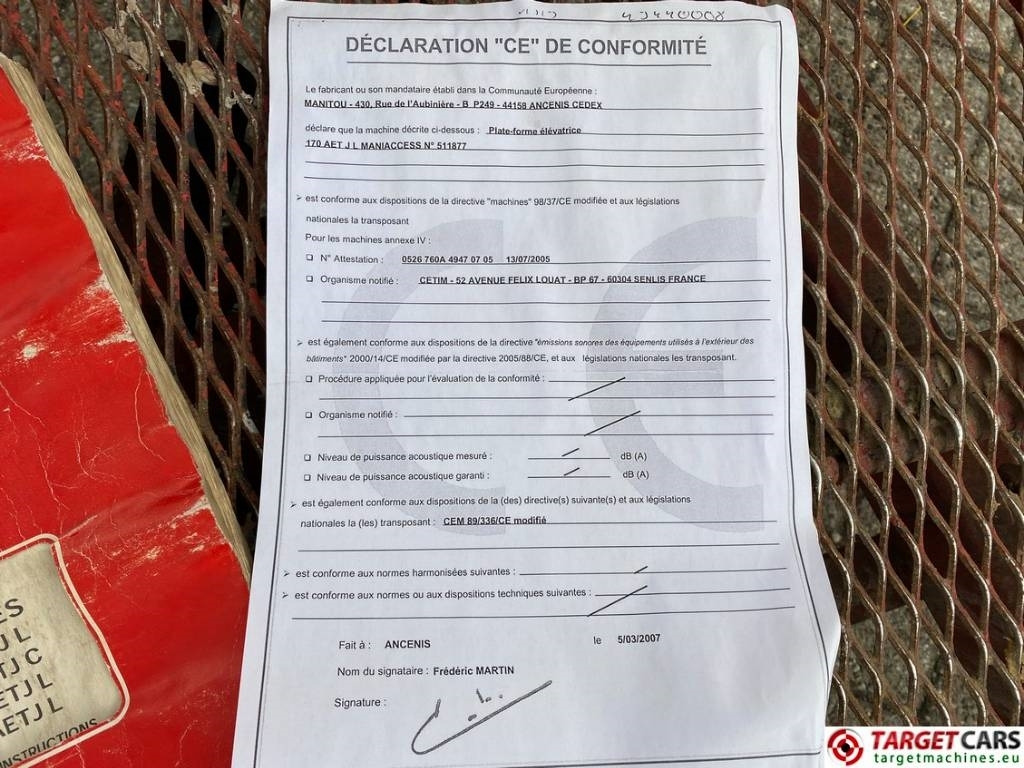 43440008
DÉCLARATION "CE" DE CONFORMITÉ
Le fabricant ou son mandataire établi dans la Communauté Européenne :
MANITOU - 430, Rue de l'Aubinière - B P249 - 44158 ANCENIS CEDEX
déclare que la machine décrite ci-dessous : Plate-forme élévatrice
170 AET J L MANIACCESS N° 511877
➢ est conforme aux dispositions de la directive "machines" 98/37/CE modifiée et aux législations
nationales la transposant
Pour les machines annexe IV :
❑ N° Attestation : 0526 760A 4947 07 05 13/07/2005
❑ Organisme notifié : CETIM - 52 AVENUE FELIX LOUAT - BP 67 - 60304 SENLIS FRANCE
➢ est également conforme aux dispositions de la directive "émissions sonores des équipements utilisés à l'extérieur des
bâtiments" 2000/14/CE modifiée par la directive 2005/88/CE, et aux législations nationales les transposant.
❑ Procédure appliquée pour l'évaluation de la conformité :
❑ Organisme notifié :
❑ Niveau de puissance acoustique mesuré : dB (A)
❑ Niveau de puissance acoustique garanti : dB (A)
➢ est également conforme aux dispositions de la (des) directive(s) suivante(s) et aux législations
nationales la (les) transposant : CEM 89/336/CE modifié
➢ est conforme aux normes harmonisées suivantes :
➢ est conforme aux normes ou aux dispositions techniques suivantes :
Fait à : ANCENIS le 5/03/2007
Nom du signataire : Frédéric MARTIN
Signature :
ES
J L
TJ C
ETJ L
AETJ L
INSTRUCTIONS
TARGETCARS
targetmachines.eu